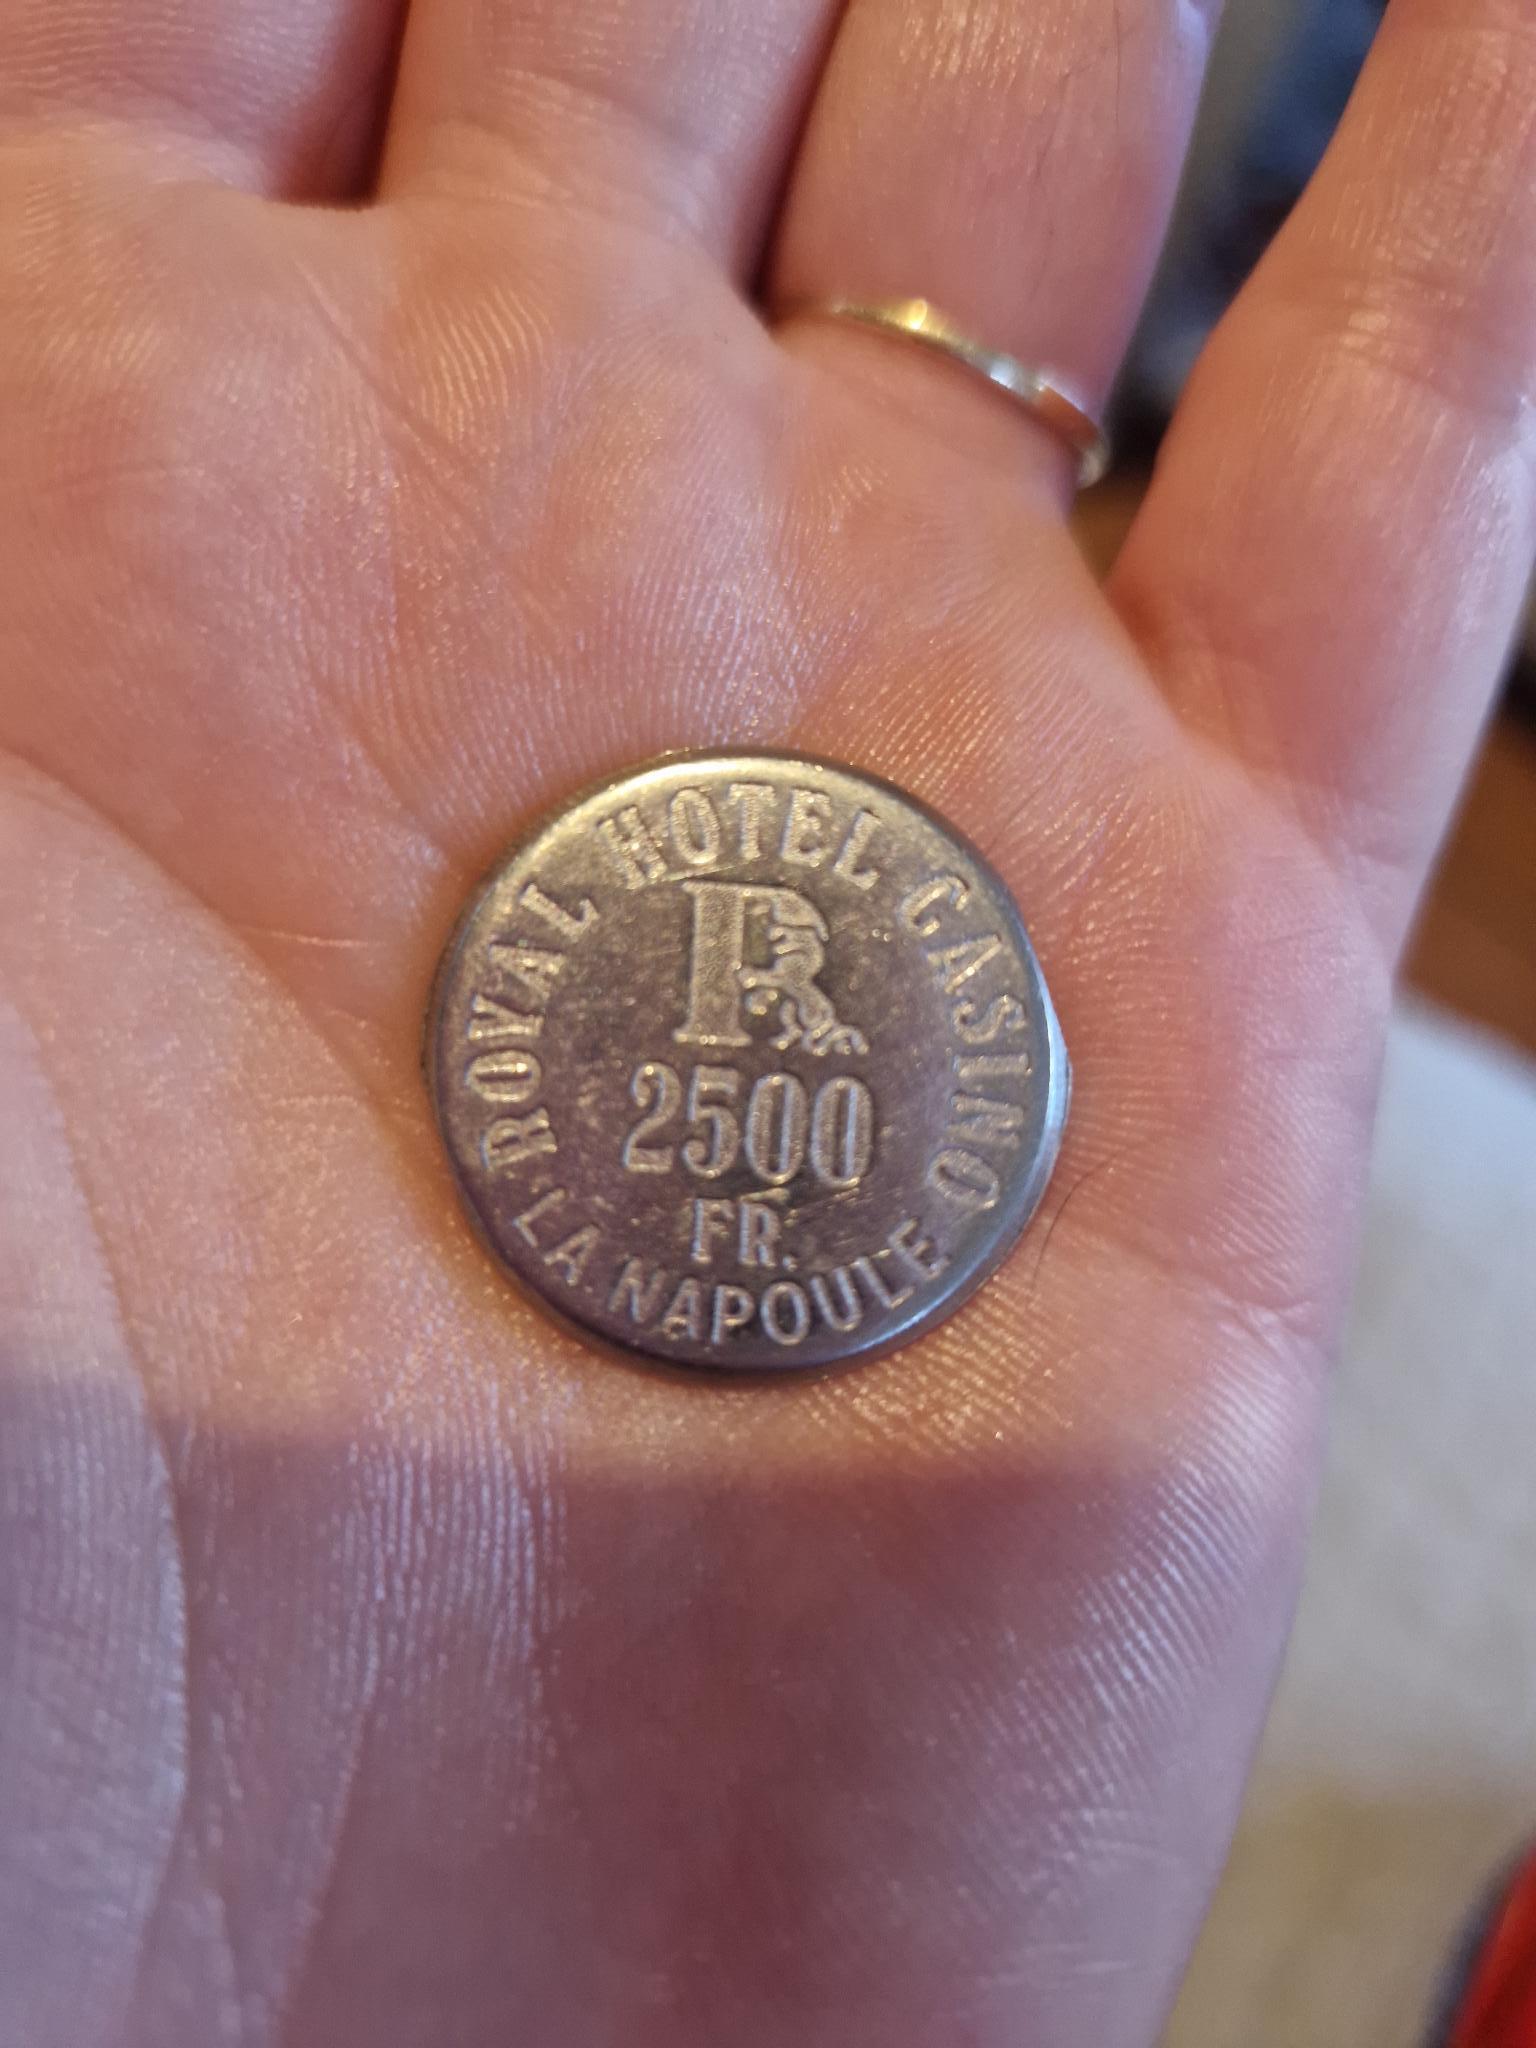 ROYAL HOTEL CASINO
R
2500
FR.
LA NAPOULE